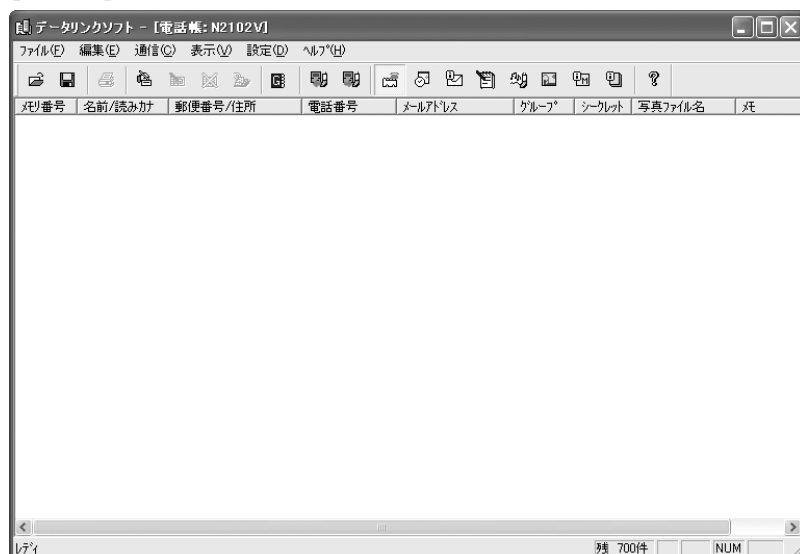 データリンクソフト - [電話帳: N2102V]
ﾌｧｲﾙ(F) 編集(E) 通信(C) 表示(V) 設定(D) ﾍﾙﾌﾟ(H)
ﾒﾓﾘ番号 名前/読みｶﾅ 郵便番号/住所 電話番号 ﾒｰﾙｱﾄﾞﾚｽ ｸﾞﾙｰﾌﾟ ｼｰｸﾚｯﾄ 写真ﾌｧｲﾙ名 ﾒﾓ
ﾚﾃﾞｨ 残 700件 NUM